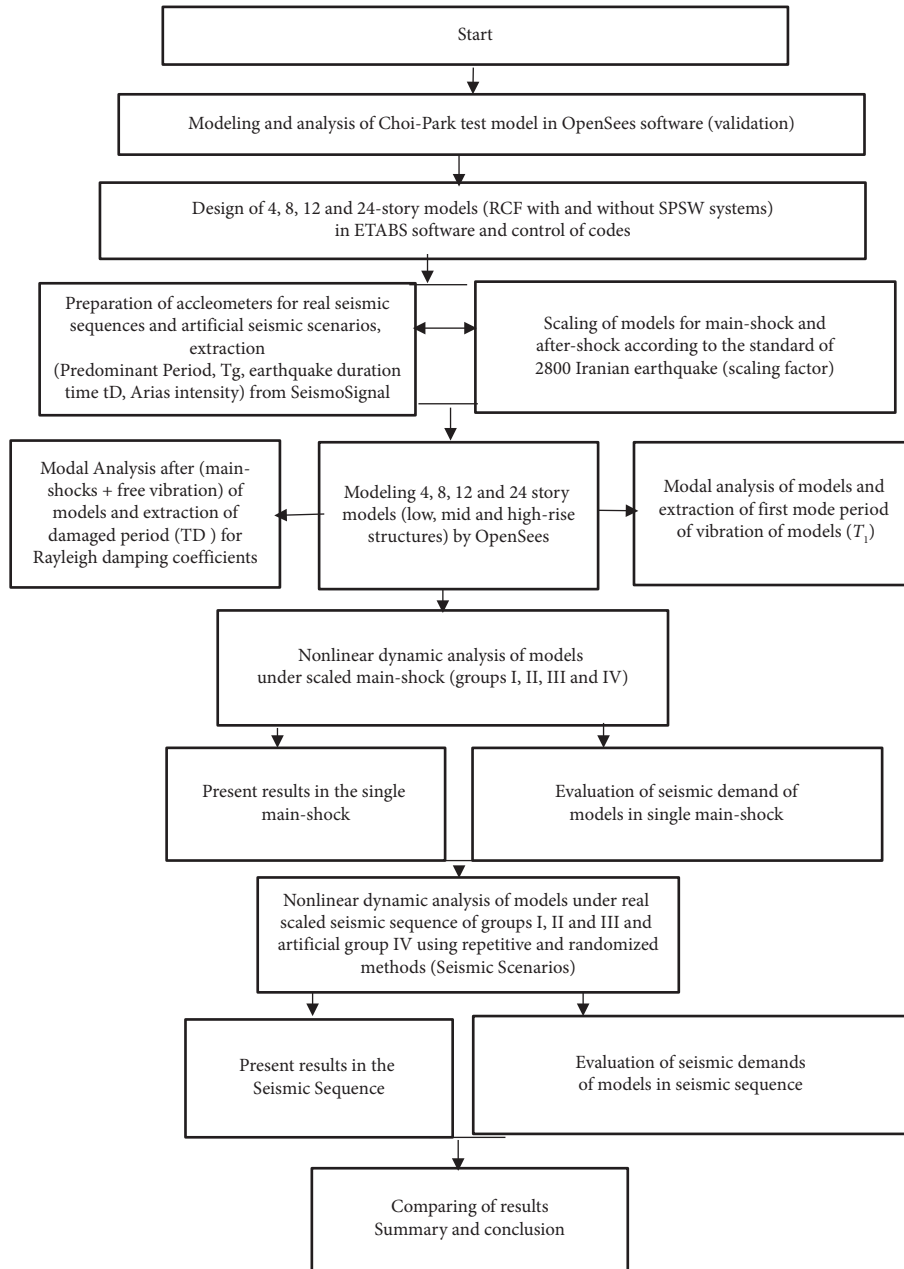 Start
Modeling and analysis of Choi-Park test model in OpenSees software (validation)
Design of 4, 8, 12 and 24-story models (RCF with and without SPSW systems)
in ETABS software and control of codes
Preparation of accleometers for real seismic
sequences and artificial seismic scenarios,
extraction
(Predominant Period, Tg, earthquake duration
time tD, Arias intensity) from SeismoSignal
Scaling of models for main-shock and
after-shock according to the standard of
2800 Iranian earthquake (scaling factor)
Modal Analysis after (main-
shocks + free vibration) of
models and extraction of
damaged period (TD ) for
Rayleigh damping coefficients
Modeling 4, 8, 12 and 24 story
models (low, mid and high-rise
structures) by OpenSees
Modal analysis of models and
extraction of first mode period
of vibration of models (T₁)
Nonlinear dynamic analysis of models
under scaled main-shock (groups I, II, III and IV)
Present results in the single
main-shock
Evaluation of seismic demand of
models in single main-shock
Nonlinear dynamic analysis of models under real
scaled seismic sequence of groups I, II and III and
artificial group IV using repetitive and randomized
methods (Seismic Scenarios)
Present results in the
Seismic Sequence
Evaluation of seismic demands
of models in seismic sequence
Comparing of results
Summary and conclusion